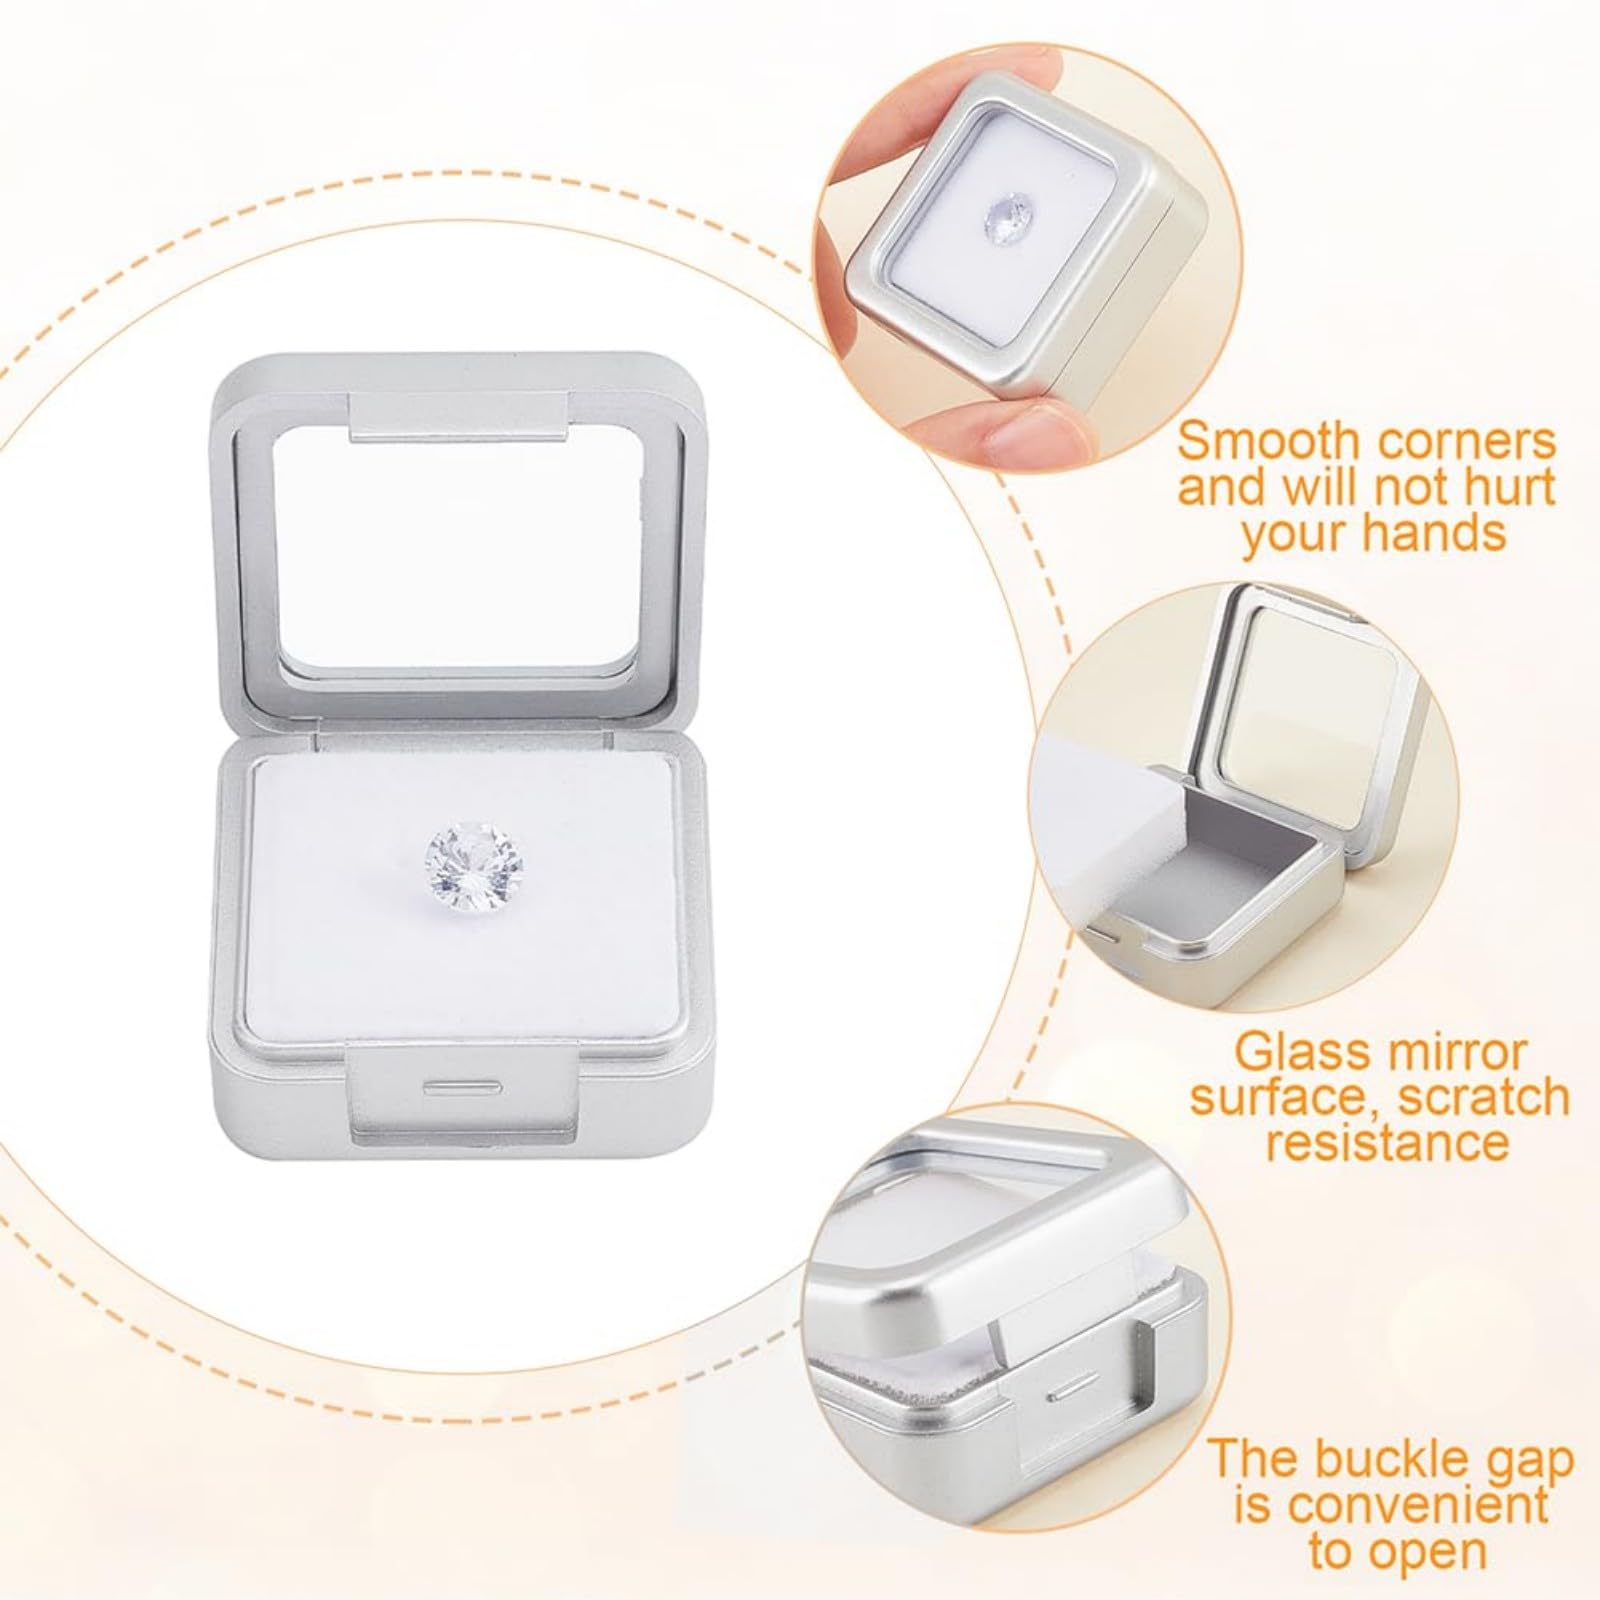 Smooth corners
and will not hurt
your hands
Glass mirror
surface, scratch
resistance
The buckle gap
is convenient
to open